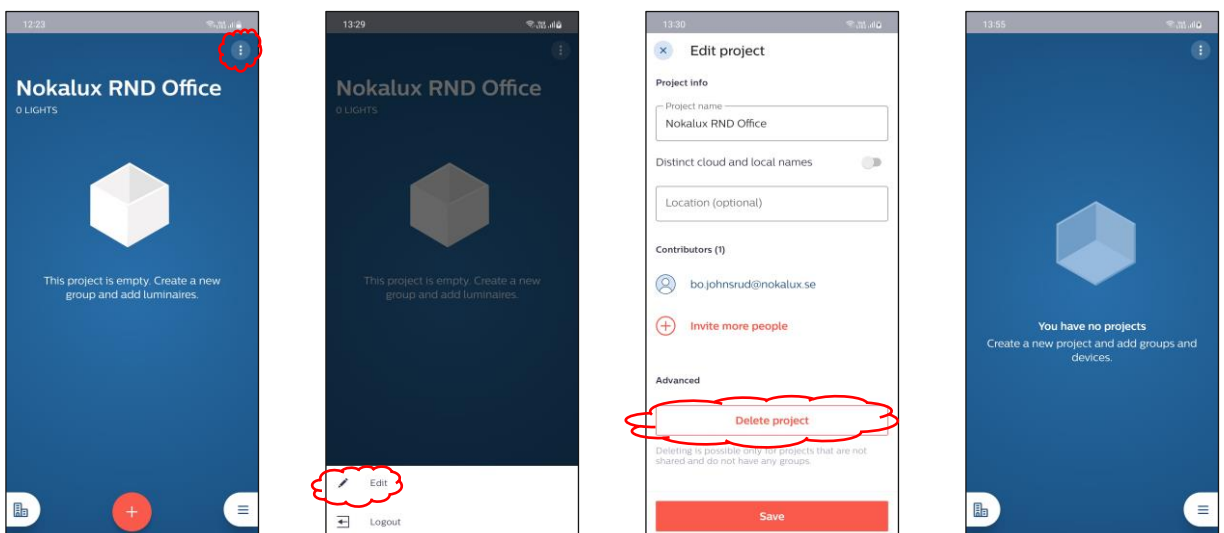 12:23
Nokalux RND Office
0 LIGHTS
This project is empty. Create a new
group and add luminaires.
13:29
Nokalux RND Office
0 LIGHTS
This project is empty. Create a new
group and add luminaires.
Edit
Logout
13:30
Edit project
Project info
Project name
Nokalux RND Office
Distinct cloud and local names
Location (optional)
Contributors (1)
bo.johnsrud@nokalux.se
Invite more people
Advanced
Delete project
Deleting is possible only for projects that are not
shared and do not have any groups.
Save
13:55
You have no projects
Create a new project and add groups and
devices.